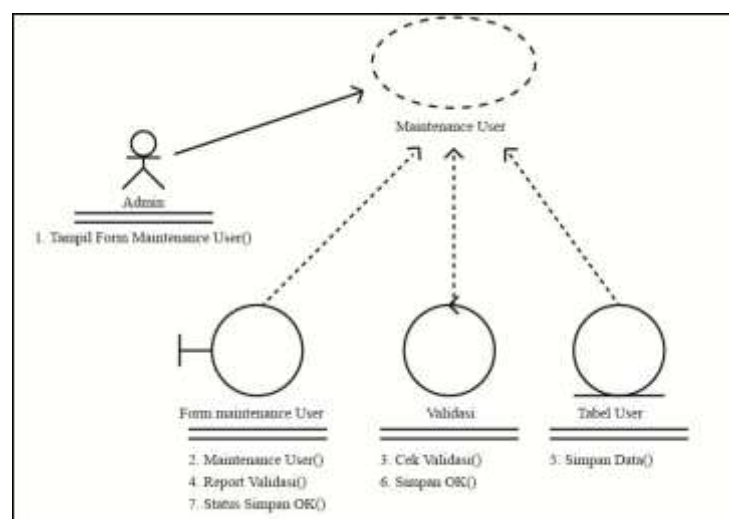 Maintenance User
Admin
1. Tampil Form Maintenance User()
Form maintenance User
Validasi
Tabel User
2. Maintenance User()
4. Report Validasi()
7. Status Simpan OK()
3. Cek Validasi()
6. Simpan OK()
5. Simpan Data()